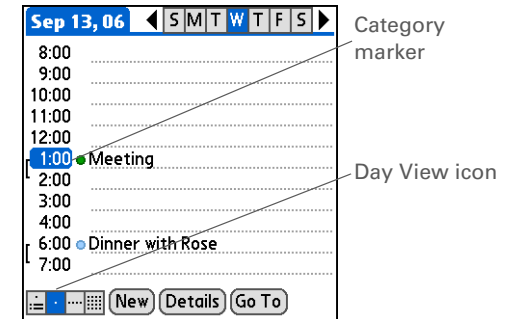 Sep 13, 06 S M T W T F S
Category
marker
8:00
9:00
10:00
11:00
12:00
1:00 Meeting
2:00
Day View icon
3:00
4:00
6:00 Dinner with Rose
7:00
New Details Go To